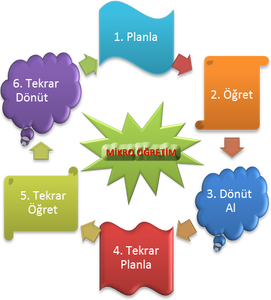 1. Planla
2. Öğret
3. Dönüt
Al
4. Tekrar
Planla
5. Tekrar
Öğret
6. Tekrar
Dönüt
MİKRO ÖĞRETİM